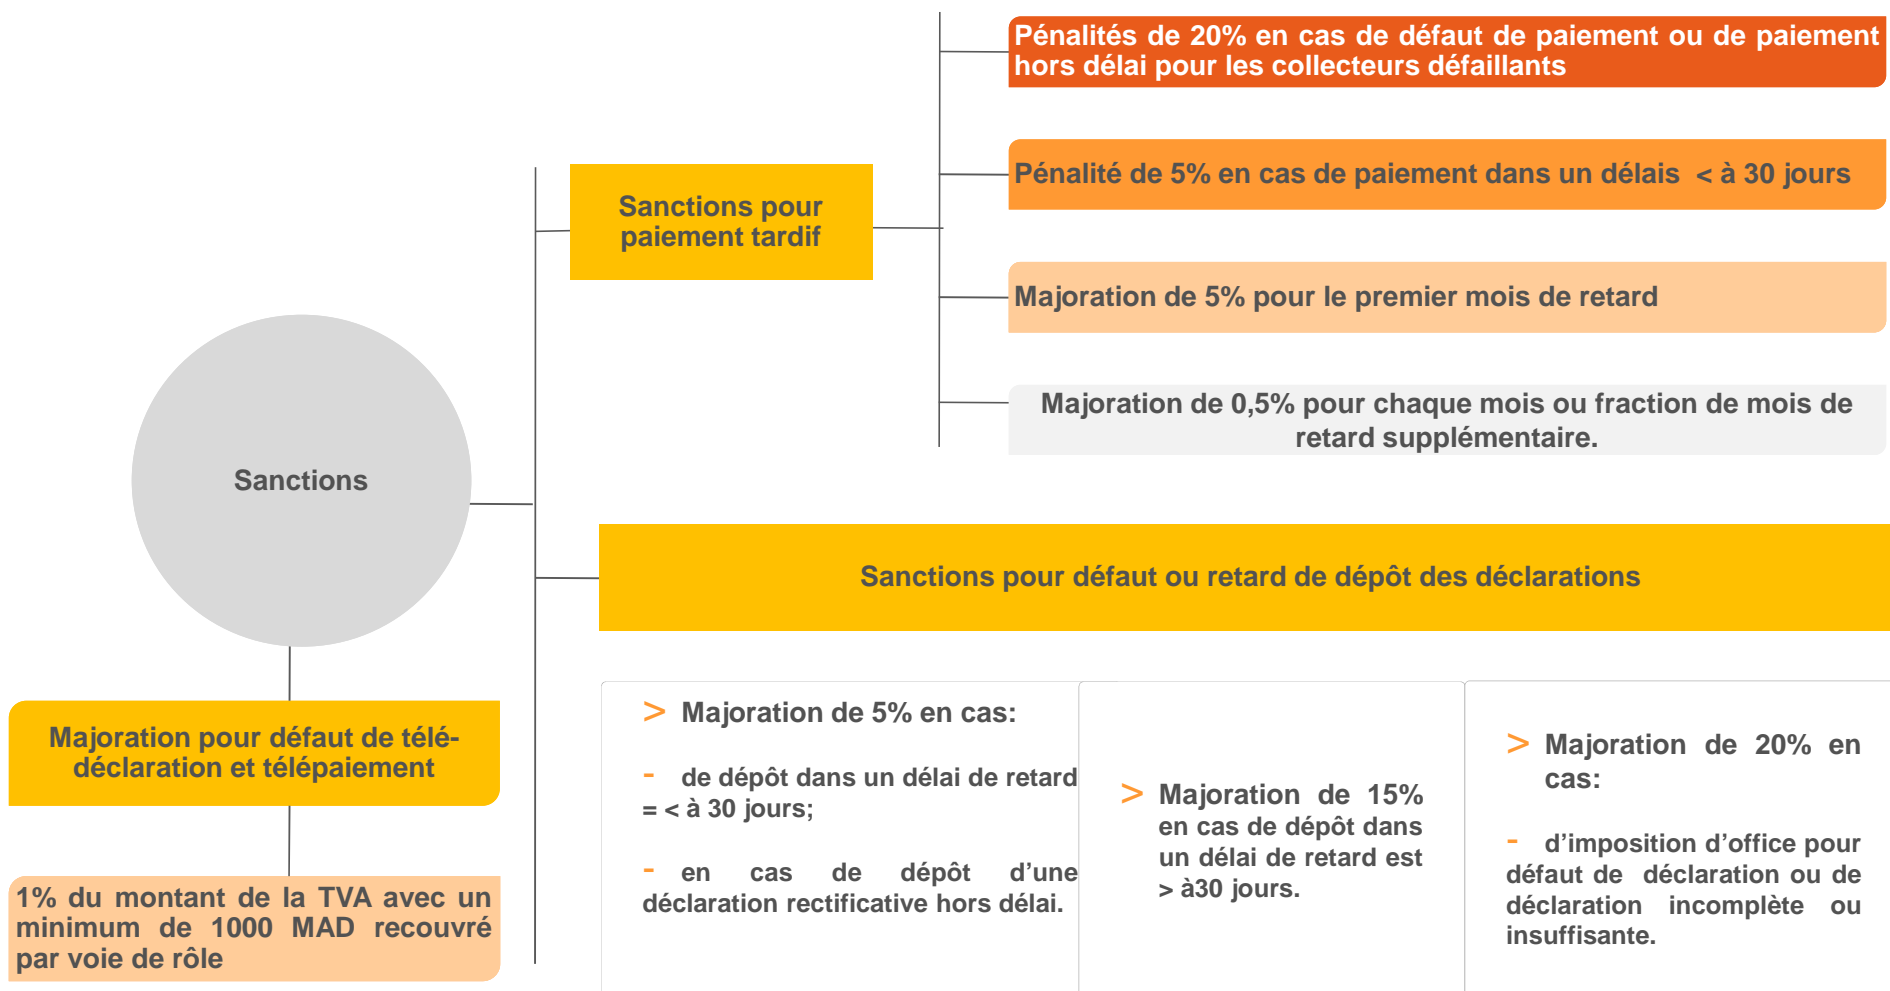 Pénalités de 20% en cas de défaut de paiement ou de paiement
hors délai pour les collecteurs défaillants
Pénalité de 5% en cas de paiement dans un délais < à 30 jours
Sanctions pour
paiement tardif
Majoration de 5% pour le premier mois de retard
Majoration de 0,5% pour chaque mois ou fraction de mois de
retard supplémentaire.
Sanctions
Sanctions pour défaut ou retard de dépôt des déclarations
Majoration pour défaut de télé-
déclaration et télépaiement
1% du montant de la TVA avec un
minimum de 1000 MAD recouvré
par voie de rôle
> Majoration de 5% en cas:
- de dépôt dans un délai de retard
= < à 30 jours;
- en cas de dépôt d’une
déclaration rectificative hors délai.
> Majoration de 15%
en cas de dépôt dans
un délai de retard est
> à30 jours.
> Majoration de 20% en
cas:
- d’imposition d’office pour
défaut de déclaration ou de
déclaration incomplète ou
insuffisante.